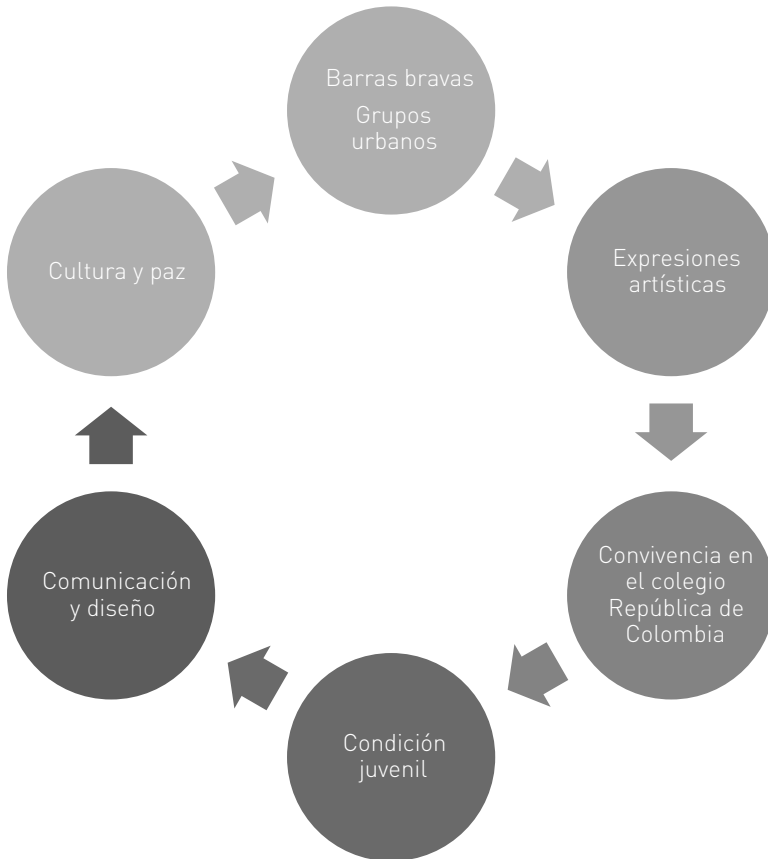 Barras bravas
Grupos
urbanos
Expresiones
artísticas
Convivencia en
el colegio
República de
Colombia
Condición
juvenil
Comunicación
y diseño
Cultura y paz